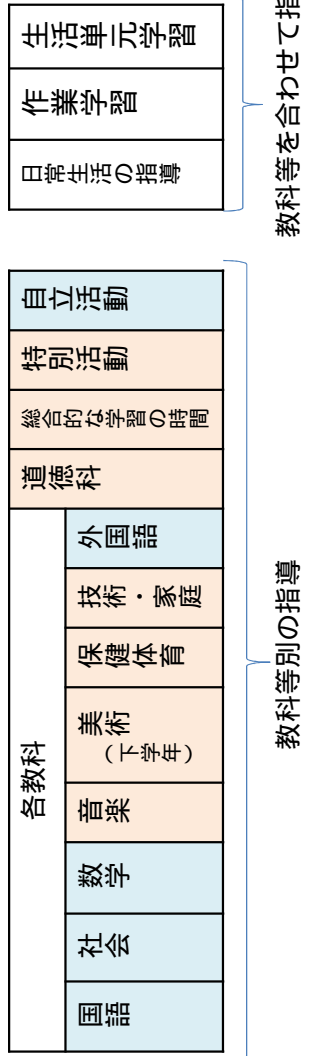 各教科
国語
社会
数学
音楽
美術
（下学年）
保健体育
技術・家庭
外国語
道徳科
総合的な学習の時間
特別活動
自立活動
教科等別の指導
日常生活の指導
作業学習
生活単元学習
教科等を合わせて指